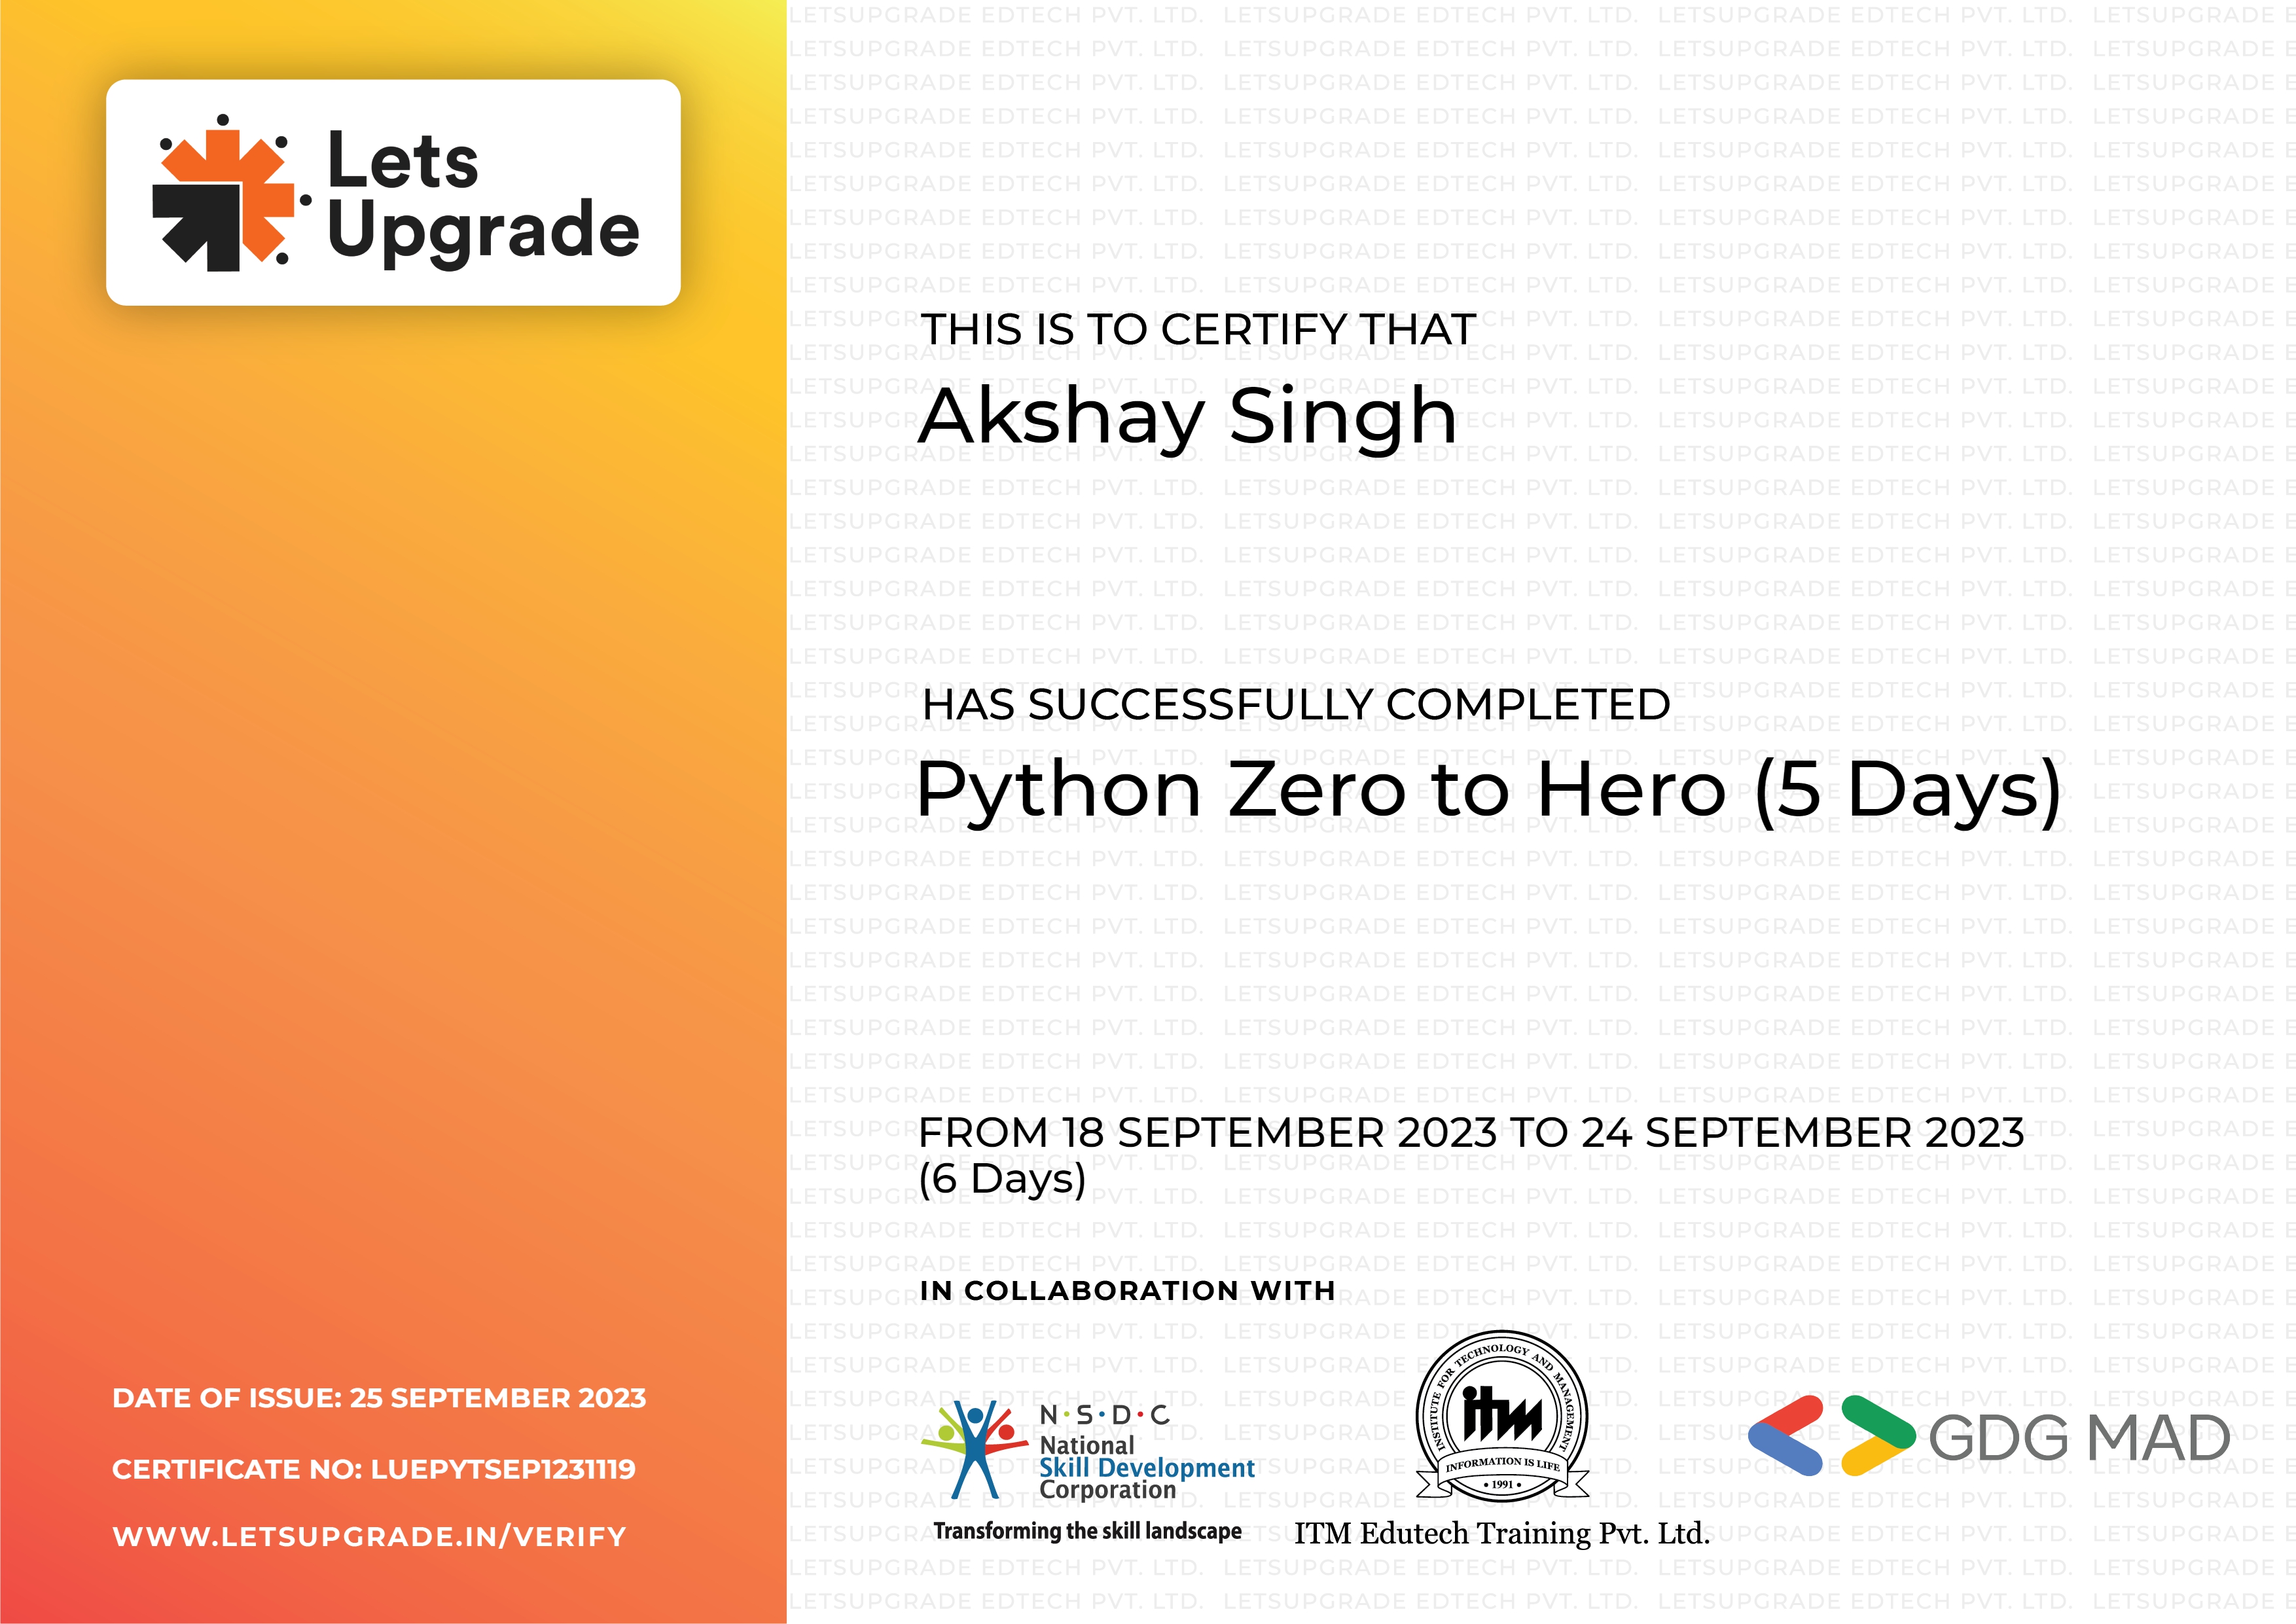 Lets
Upgrade
THIS IS TO CERTIFY THAT
Akshay Singh
HAS SUCCESSFULLY COMPLETED
Python Zero to Hero (5 Days)
FROM 18 SEPTEMBER 2023 TO 24 SEPTEMBER 2023
(6 Days)
IN COLLABORATION WITH
N·S·D·C
National
Skill Development
Corporation
Transforming the skill landscape
INSTITUTE FOR TECHNOLOGY AND MANAGEMENT
itm
INFORMATION IS LIFE
• 1991 •
ITM Edutech Training Pvt. Ltd.
GDG MAD
DATE OF ISSUE: 25 SEPTEMBER 2023
CERTIFICATE NO: LUEPYTSEP1231119
WWW.LETSUPGRADE.IN/VERIFY
LETSUPGRADE EDTECH PVT. LTD.